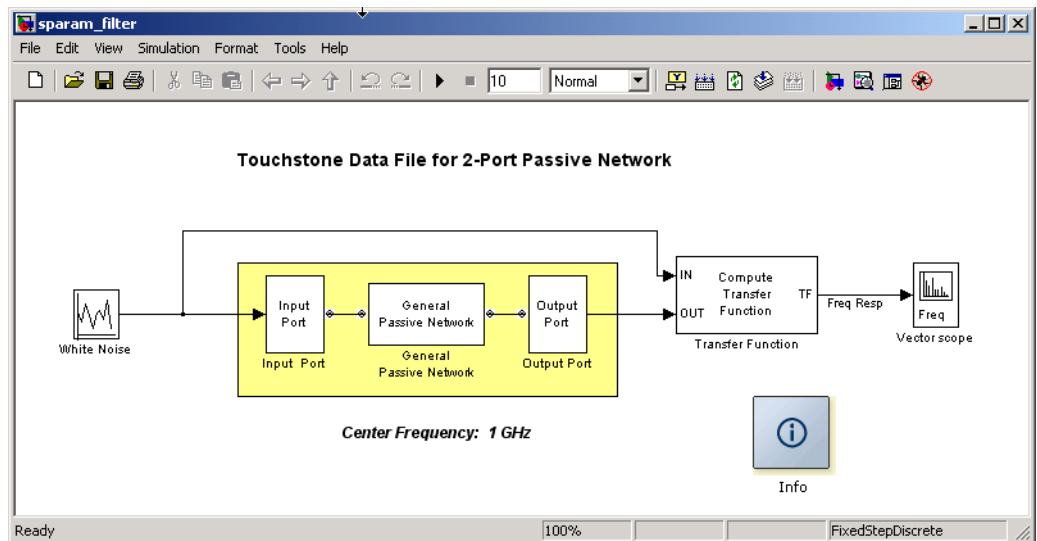 sparam_filter
File Edit View Simulation Format Tools Help
10 Normal
Touchstone Data File for 2-Port Passive Network
White Noise
Input
Port
Input Port
General
Passive Network
General
Passive Network
Output
Port
Output Port
IN
OUT
Compute
Transfer
Function
TF
Transfer Function
Freq Resp
Freq
Vector scope
Center Frequency: 1 GHz
Info
Ready 100% FixedStepDiscrete